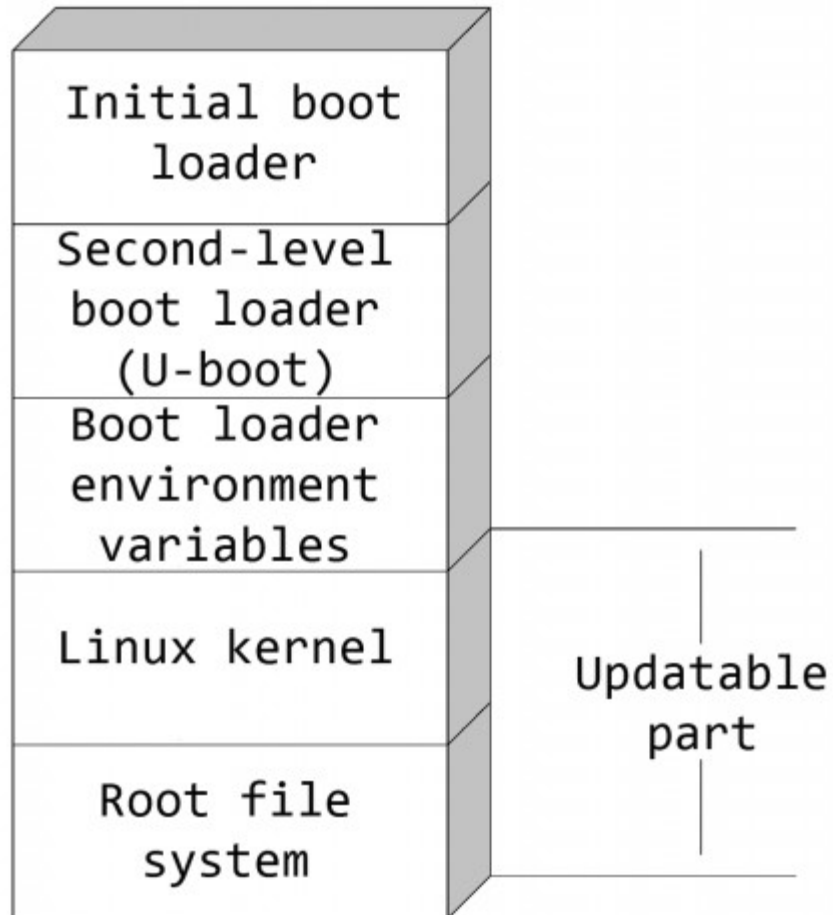 Initial boot
loader
Second-level
boot loader
(U-boot)
Boot loader
environment
variables
Linux kernel
Updatable
part
Root file
system